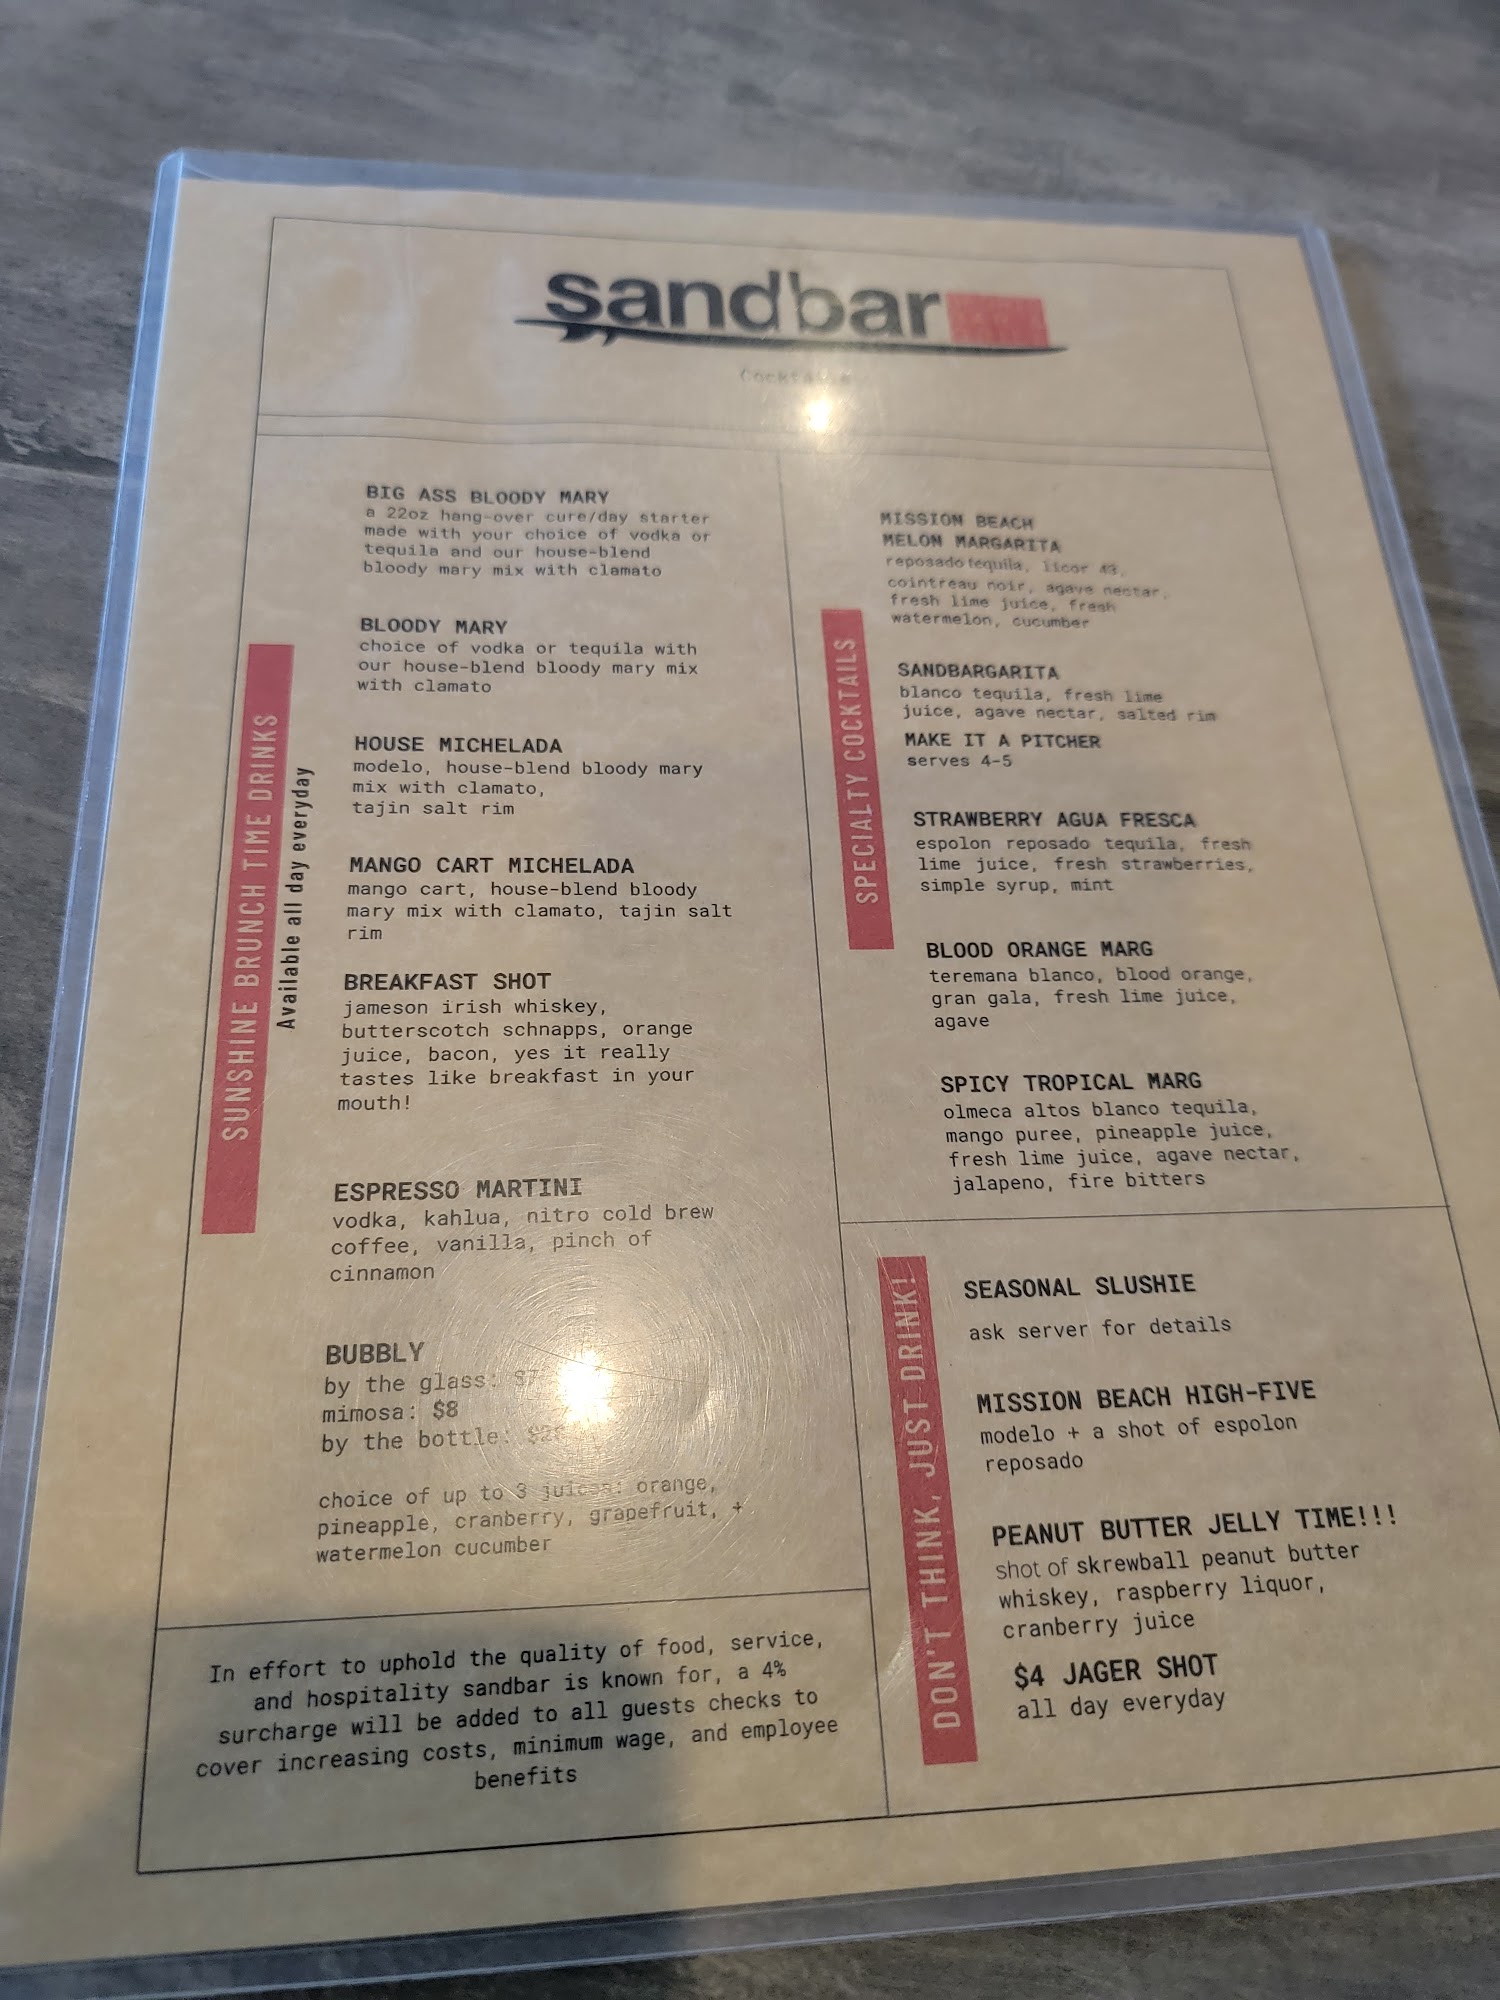 sandbar
Cocktails
SUNSHINE BRUNCH TIME DRINKS
Available all day everyday
BIG ASS BLOODY MARY
a 22oz hang-over cure/day starter
made with your choice of vodka or
tequila and our house-blend
bloody mary mix with clamato
BLOODY MARY
choice of vodka or tequila with
our house-blend bloody mary mix
with clamato
HOUSE MICHELADA
modelo, house-blend bloody mary
mix with clamato,
tajin salt rim
MANGO CART MICHELADA
mango cart, house-blend bloody
mary mix with clamato, tajin salt
rim
BREAKFAST SHOT
jameson irish whiskey,
butterscotch schnapps, orange
juice, bacon, yes it really
tastes like breakfast in your
mouth!
ESPRESSO MARTINI
vodka, kahlua, nitro cold brew
coffee, vanilla, pinch of
cinnamon
BUBBLY
by the glass: $7
mimosa: $8
by the bottle:
choice of up to 3 juices: orange,
pineapple, cranberry, grapefruit, +
watermelon cucumber
In effort to uphold the quality of food, service,
and hospitality sandbar is known for, a 4%
surcharge will be added to all guests checks to
cover increasing costs, minimum wage, and employee
benefits
SPECIALTY COCKTAILS
MISSION BEACH
MELON MARGARITA
reposado tequila, licor 43,
cointreau noir, agave nectar,
fresh lime juice, fresh
watermelon, cucumber
SANDBARGARITA
blanco tequila, fresh lime
juice, agave nectar, salted rim
MAKE IT A PITCHER
serves 4-5
STRAWBERRY AGUA FRESCA
espolon reposado tequila, fresh
lime juice, fresh strawberries,
simple syrup, mint
BLOOD ORANGE MARG
teremana blanco, blood orange,
gran gala, fresh lime juice,
agave
SPICY TROPICAL MARG
olmeca altos blanco tequila,
mango puree, pineapple juice,
fresh lime juice, agave nectar,
jalapeno, fire bitters
DON'T THINK, JUST DRINK!
SEASONAL SLUSHIE
ask server for details
MISSION BEACH HIGH-FIVE
modelo + a shot of espolon
reposado
PEANUT BUTTER JELLY TIME!!!
shot of skrewball peanut butter
whiskey, raspberry liquor,
cranberry juice
$4 JAGER SHOT
all day everyday